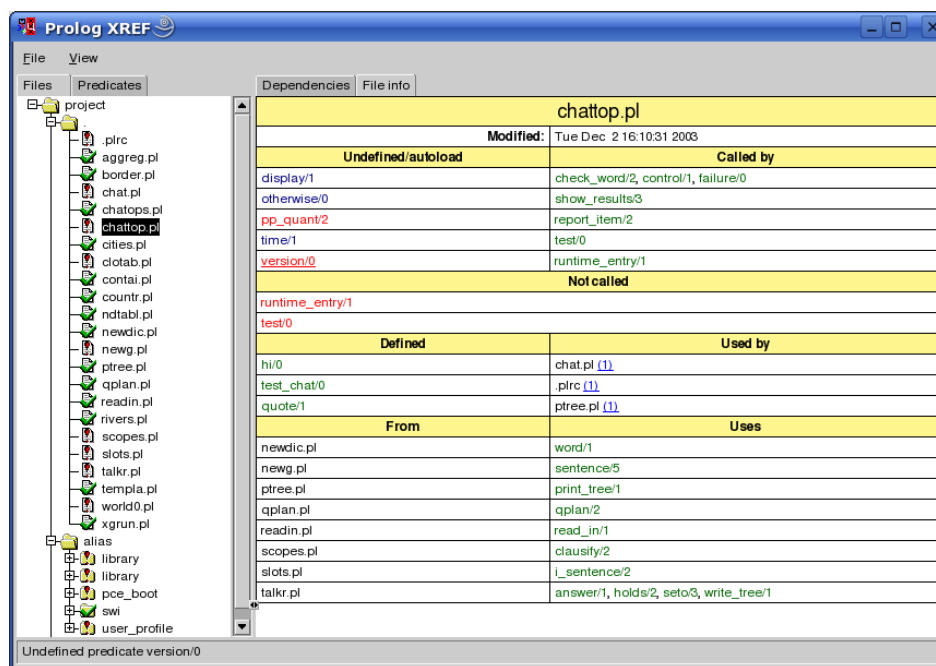 Prolog XREF
File View
Files Predicates
project
.
.plrc
aggreg.pl
border.pl
chat.pl
chatops.pl
chattop.pl
cities.pl
clotab.pl
contai.pl
countr.pl
ndtabl.pl
newdic.pl
newg.pl
ptree.pl
qplan.pl
readin.pl
rivers.pl
scopes.pl
slots.pl
talkr.pl
templa.pl
world0.pl
xgrun.pl
alias
library
library
pce_boot
swi
user_profile
Dependencies File info
chattop.pl
Modified: Tue Dec 2 16:10:31 2003
Undefined/autoload Called by
display/1 check_word/2, control/1, failure/0
otherwise/0 show_results/3
pp_quant/2 report_item/2
time/1 test/0
version/0 runtime_entry/1
Not called
runtime_entry/1
test/0
Defined Used by
hi/0 chat.pl (1)
test_chat/0 .plrc (1)
quote/1 ptree.pl (1)
From Uses
newdic.pl word/1
newg.pl sentence/5
ptree.pl print_tree/1
qplan.pl qplan/2
readin.pl read_in/1
scopes.pl clausify/2
slots.pl i_sentence/2
talkr.pl answer/1, holds/2, seto/3, write_tree/1
Undefined predicate version/0